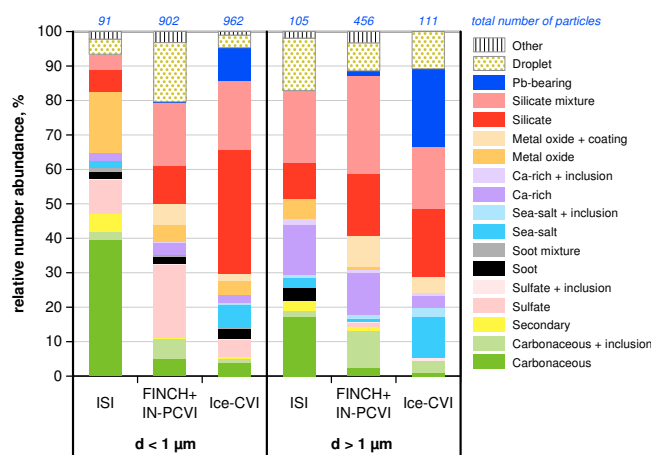 91 902 962 105 456 111 total number of particles
relative number abundance, %
100
90
80
70
60
50
40
30
20
10
0
Other
Droplet
Pb-bearing
Silicate mixture
Silicate
Metal oxide + coating
Metal oxide
Ca-rich + inclusion
Ca-rich
Sea-salt + inclusion
Sea-salt
Soot mixture
Soot
Sulfate + inclusion
Sulfate
Secondary
Carbonaceous + inclusion
Carbonaceous
ISI FINCH+ Ice-CVI ISI FINCH+ Ice-CVI
IN-PCVI IN-PCVI
d < 1 µm d > 1 µm